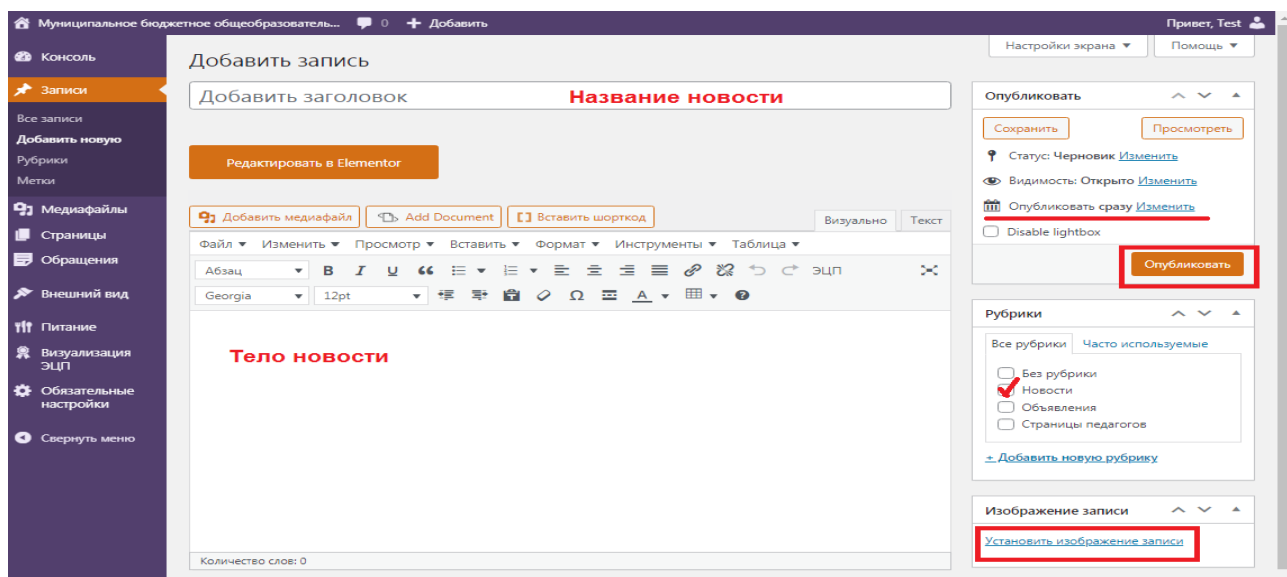 Муниципальное бюджетное общеобразователь... 0 + Добавить Привет, Test
Настройки экрана ▼ Помощь ▼
Консоль
Записи
Все записи
Добавить новую
Рубрики
Метки
Медиафайлы
Страницы
Обращения
Внешний вид
Питание
Визуализация
ЭЦП
Обязательные
настройки
Свернуть меню
Добавить запись
Добавить заголовок Название новости
Редактировать в Elementor
Добавить медиафайл Add Document [ ] Вставить шорткод
Визуально Текст
Файл ▼ Изменить ▼ Просмотр ▼ Вставить ▼ Формат ▼ Инструменты ▼ Таблица ▼
Абзац ▼ B I U ЭЦП
Georgia ▼ 12pt ▼ Ω A ▼
Тело новости
Количество слов: 0
Опубликовать
Сохранить Просмотреть
Статус: Черновик Изменить
Видимость: Открыто Изменить
Опубликовать сразу Изменить
Disable lightbox
Опубликовать
Рубрики
Все рубрики Часто используемые
Без рубрики
Новости
Объявления
Страницы педагогов
+ Добавить новую рубрику
Изображение записи
Установить изображение записи